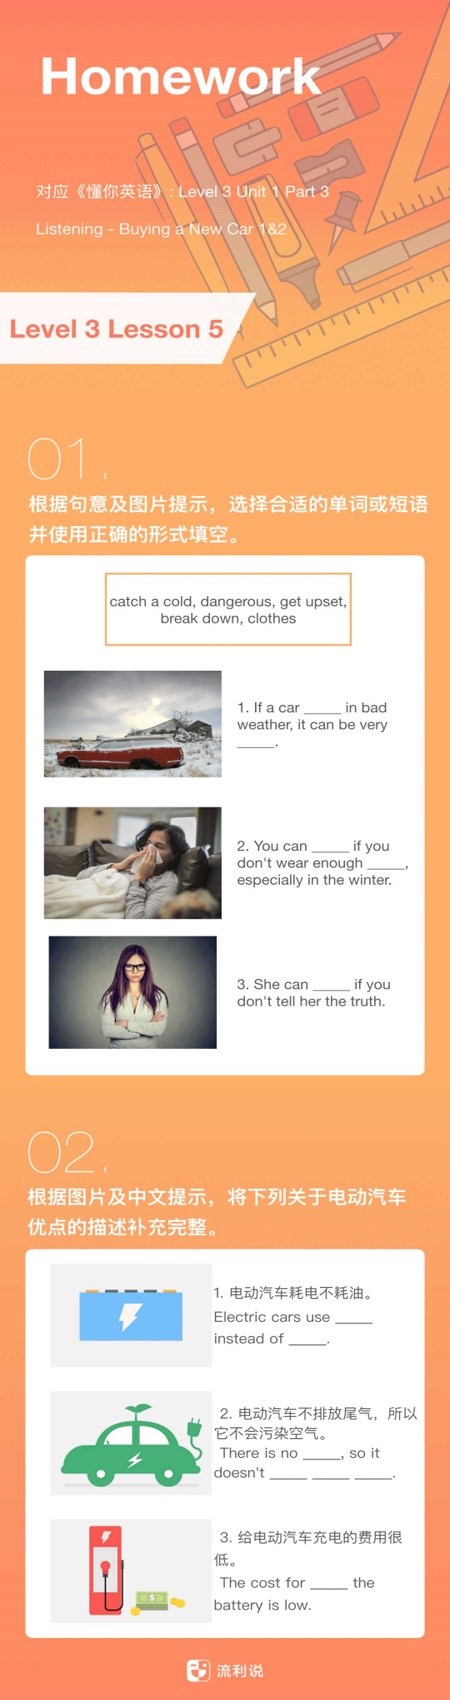 Homework
对应《懂你英语》: Level 3 Unit 1 Part 3
Listening - Buying a New Car 1&2
Level 3 Lesson 5
01.
根据句意及图片提示，选择合适的单词或短语
并使用正确的形式填空。
catch a cold, dangerous, get upset,
break down, clothes
1. If a car _____ in bad
weather, it can be very
_____.
2. You can _____ if you
don't wear enough _____,
especially in the winter.
3. She can _____ if you
don't tell her the truth.
02.
根据图片及中文提示，将下列关于电动汽车
优点的描述补充完整。
1. 电动汽车耗电不耗油。
Electric cars use _____
instead of _____.
2. 电动汽车不排放尾气，所以
它不会污染空气。
There is no _____, so it
doesn't _____ _____ _____.
3. 给电动汽车充电的费用很
低。
The cost for _____ the
battery is low.
$
流利说